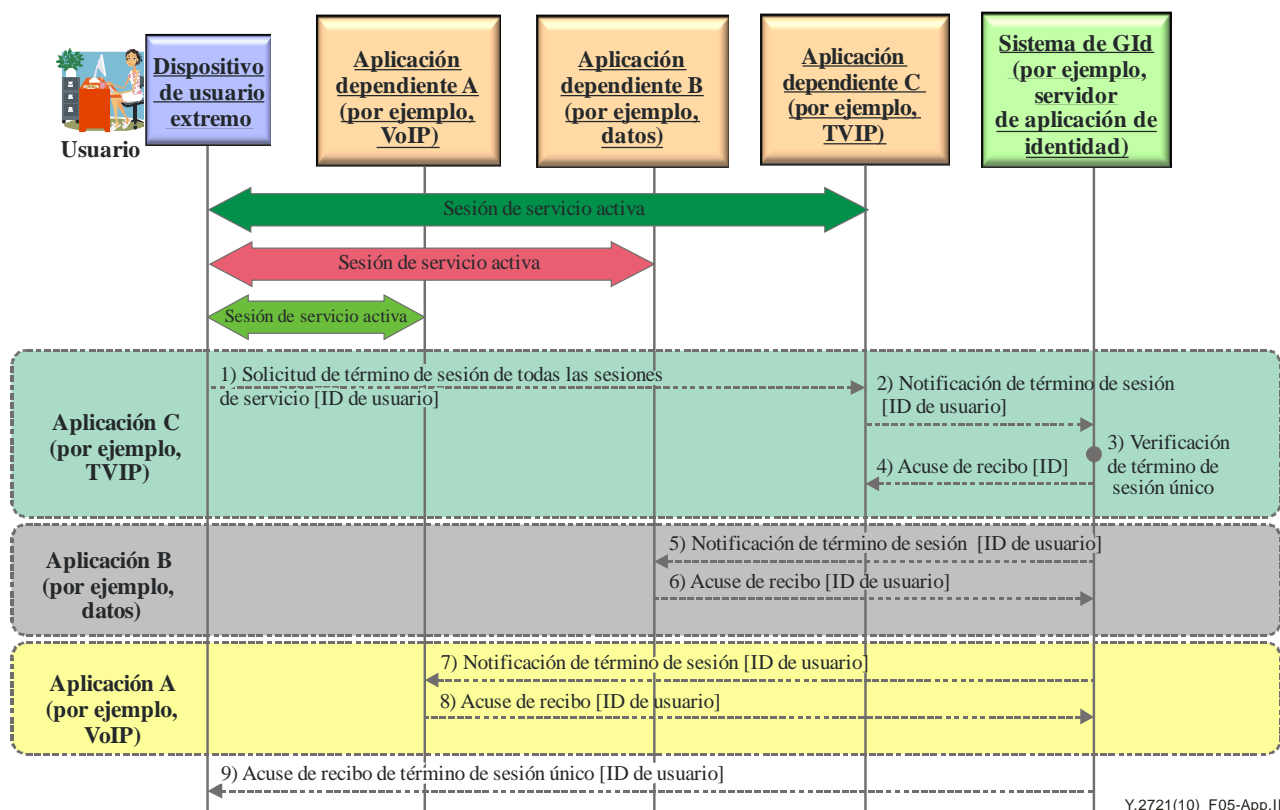 Usuario
Dispositivo
de usuario
extremo
Aplicación
dependiente A
(por ejemplo,
VoIP)
Aplicación
dependiente B
(por ejemplo,
datos)
Aplicación
dependiente C
(por ejemplo,
TVIP)
Sistema de GId
(por ejemplo,
servidor
de aplicación de
identidad)
Sesión de servicio activa
Sesión de servicio activa
Sesión de servicio activa
Aplicación C
(por ejemplo,
TVIP)
1) Solicitud de término de sesión de todas las sesiones
de servicio [ID de usuario]
2) Notificación de término de sesión
[ID de usuario]
3) Verificación
de término de
sesión único
4) Acuse de recibo [ID]
Aplicación B
(por ejemplo,
datos)
5) Notificación de término de sesión [ID de usuario]
6) Acuse de recibo [ID de usuario]
Aplicación A
(por ejemplo,
VoIP)
7) Notificación de término de sesión [ID de usuario]
8) Acuse de recibo [ID de usuario]
9) Acuse de recibo de término de sesión único [ID de usuario]